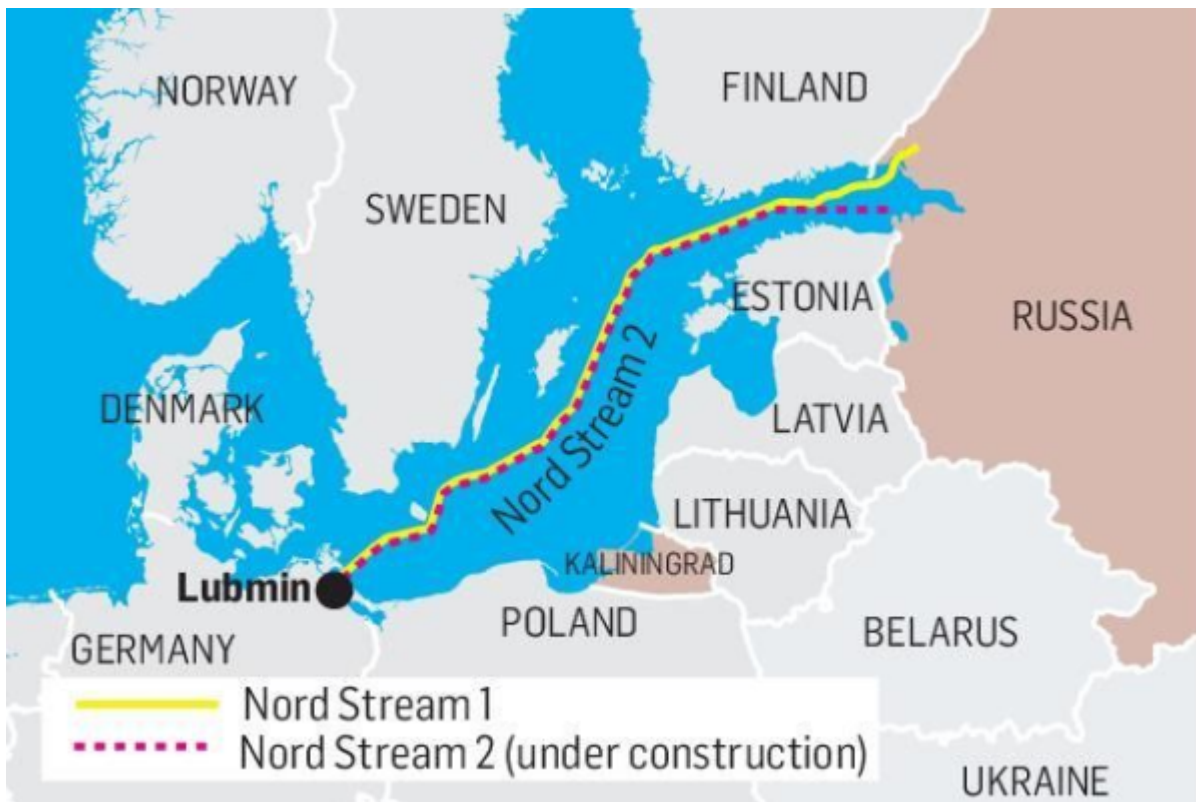 NORWAY
FINLAND
SWEDEN
ESTONIA
RUSSIA
Nord Stream 2
DENMARK
LATVIA
LITHUANIA
KALININGRAD
Lubmin
POLAND
BELARUS
GERMANY
Nord Stream 1
Nord Stream 2 (under construction)
UKRAINE